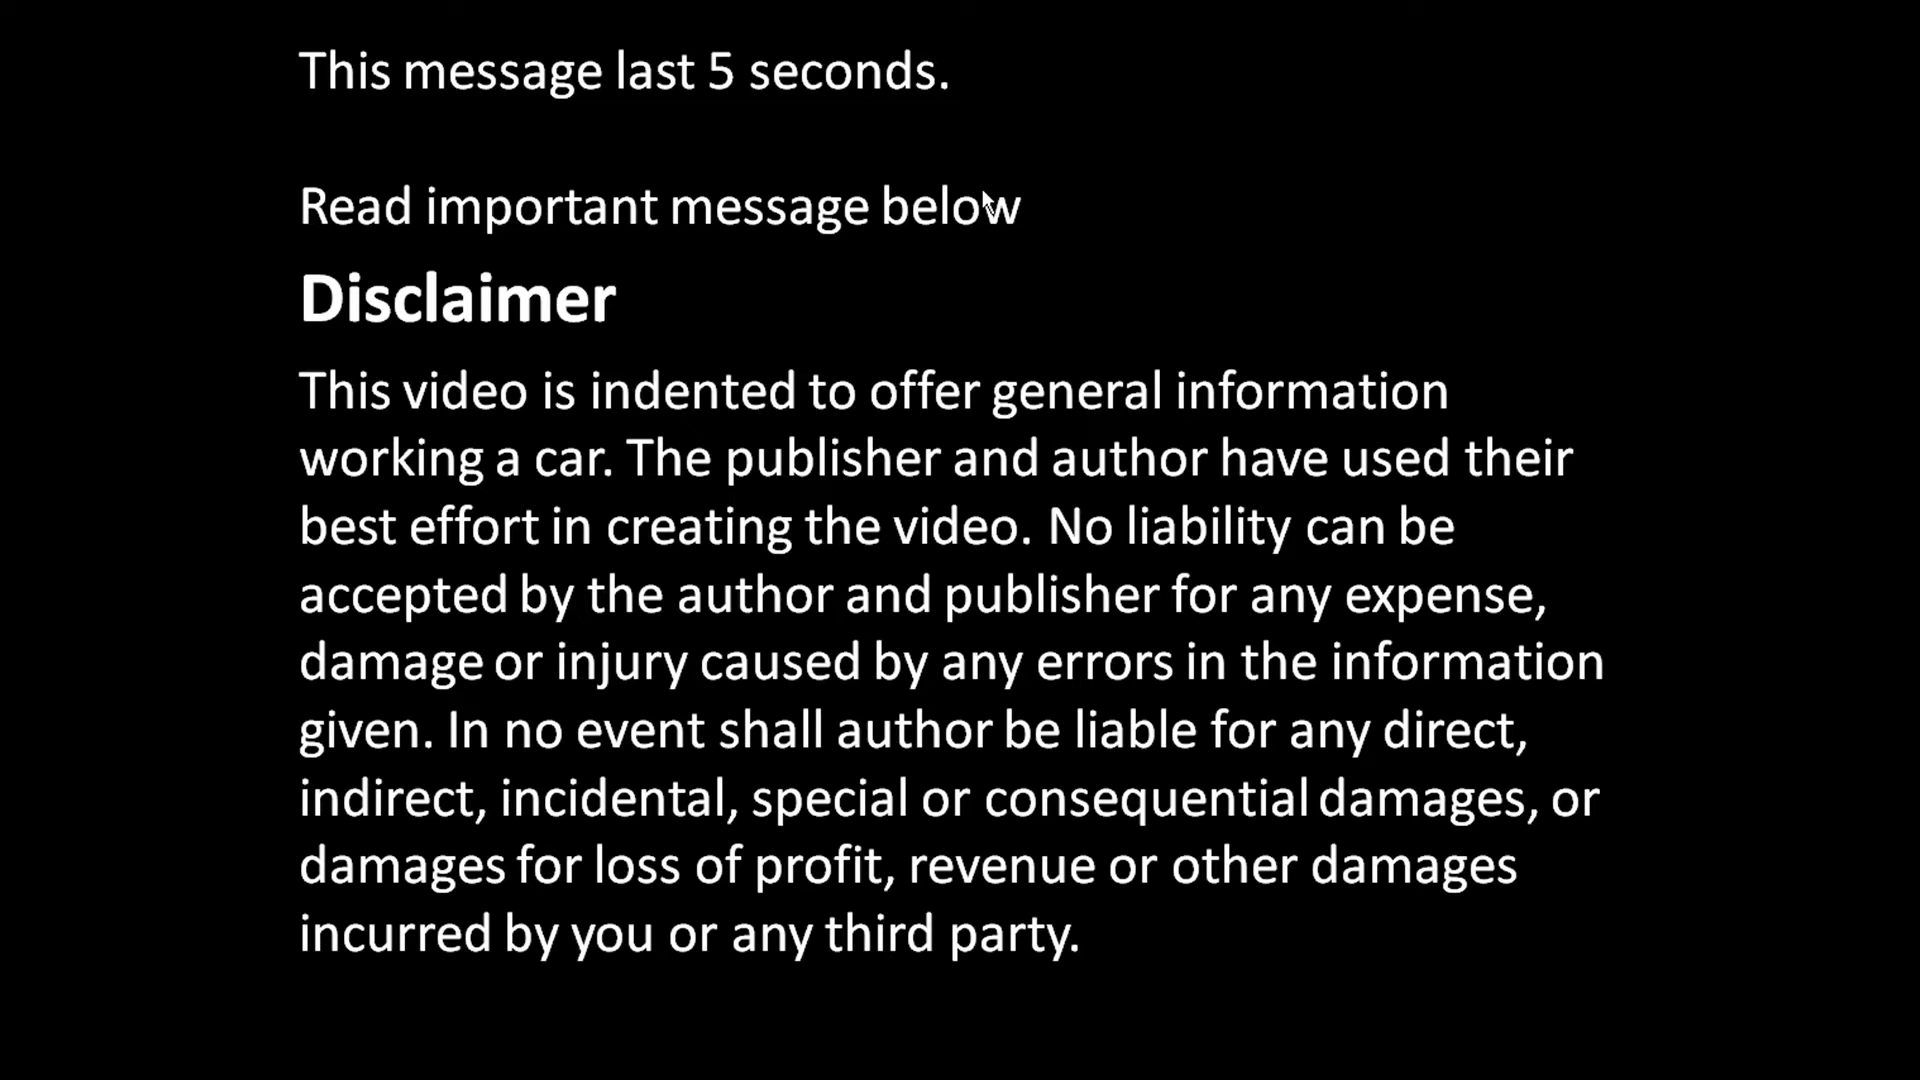 This message last 5 seconds.
Read important message below
Disclaimer
This video is indented to offer general information
working a car. The publisher and author have used their
best effort in creating the video. No liability can be
accepted by the author and publisher for any expense,
damage or injury caused by any errors in the information
given. In no event shall author be liable for any direct,
indirect, incidental, special or consequential damages, or
damages for loss of profit, revenue or other damages
incurred by you or any third party.